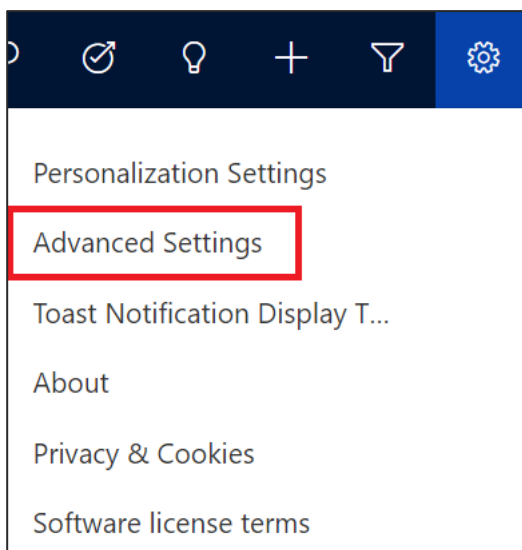 Personalization Settings
Advanced Settings
Toast Notification Display T...
About
Privacy & Cookies
Software license terms